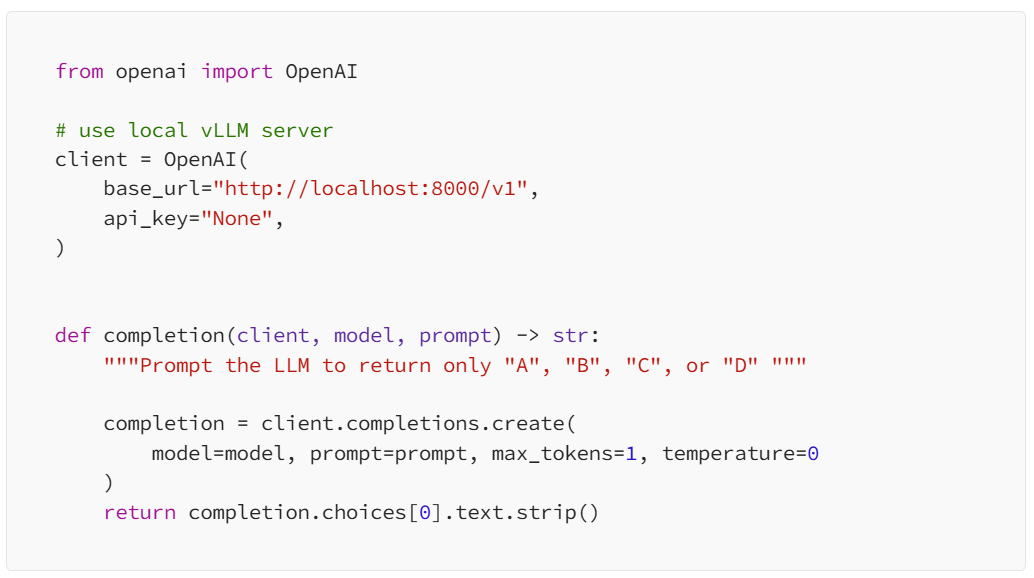 from openai import OpenAI
# use local vLLM server
client = OpenAI(
    base_url="http://localhost:8000/v1",
    api_key="None",
)
def completion(client, model, prompt) -> str:
    """Prompt the LLM to return only "A", "B", "C", or "D" """
    completion = client.completions.create(
        model=model, prompt=prompt, max_tokens=1, temperature=0
    )
    return completion.choices[0].text.strip()